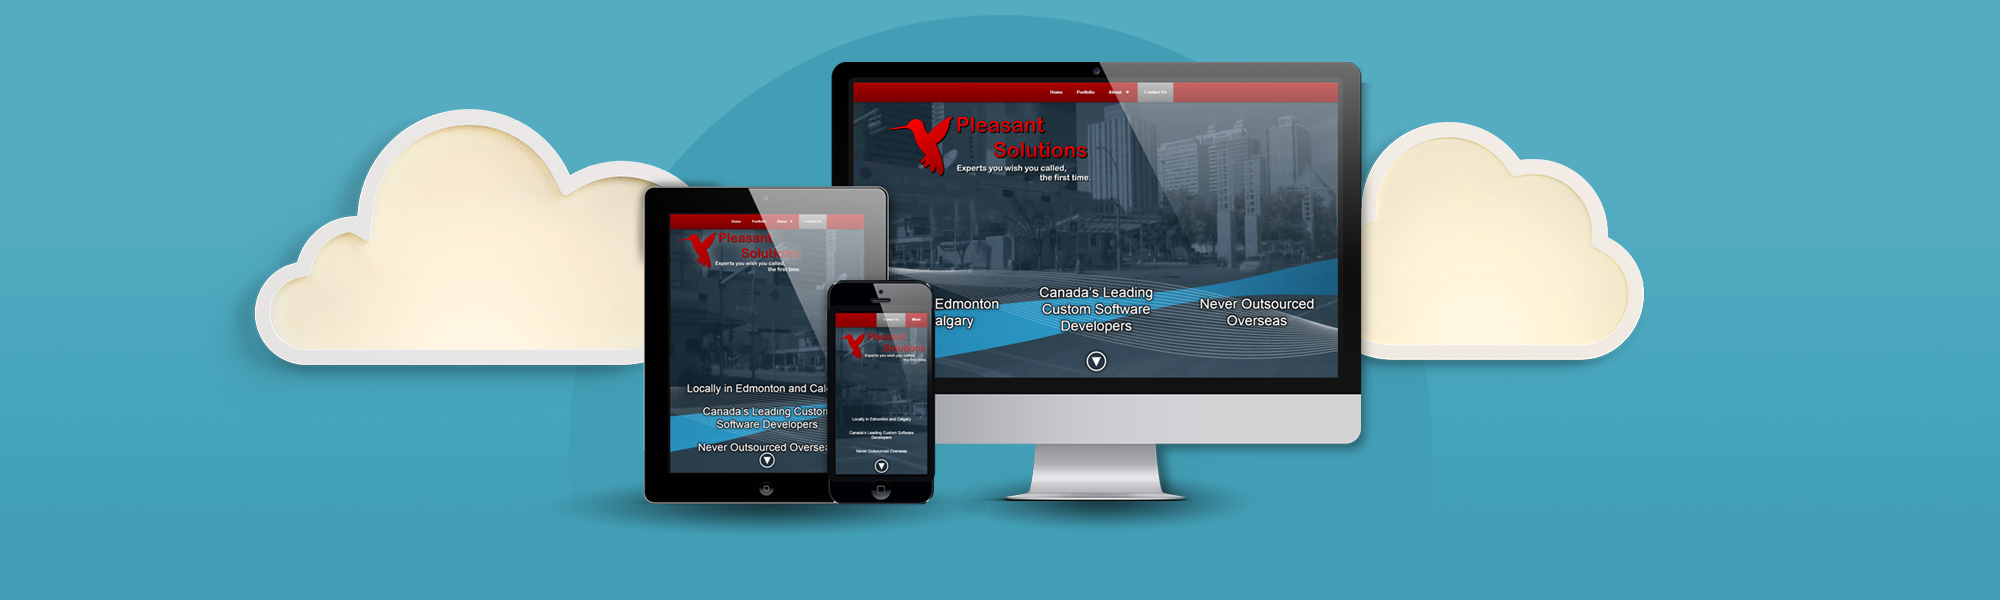 Home Portfolio About ▼ Contact Us
Pleasant
Solutions
Experts you wish you called,
the first time.
Edmonton
algary
Canada's Leading
Custom Software
Developers
Never Outsourced
Overseas
Home Portfolio About ▼ Contact Us
Pleasant
Solutions
Experts you wish you called,
the first time.
Locally in Edmonton and Cal
Canada's Leading Custom
Software Developers
Never Outsourced Oversea
Contact Us More
Pleasant
Solutions
Experts you wish you called,
the first time.
Locally in Edmonton and Calgary
Canada's Leading Custom Software
Developers
Never Outsourced Overseas